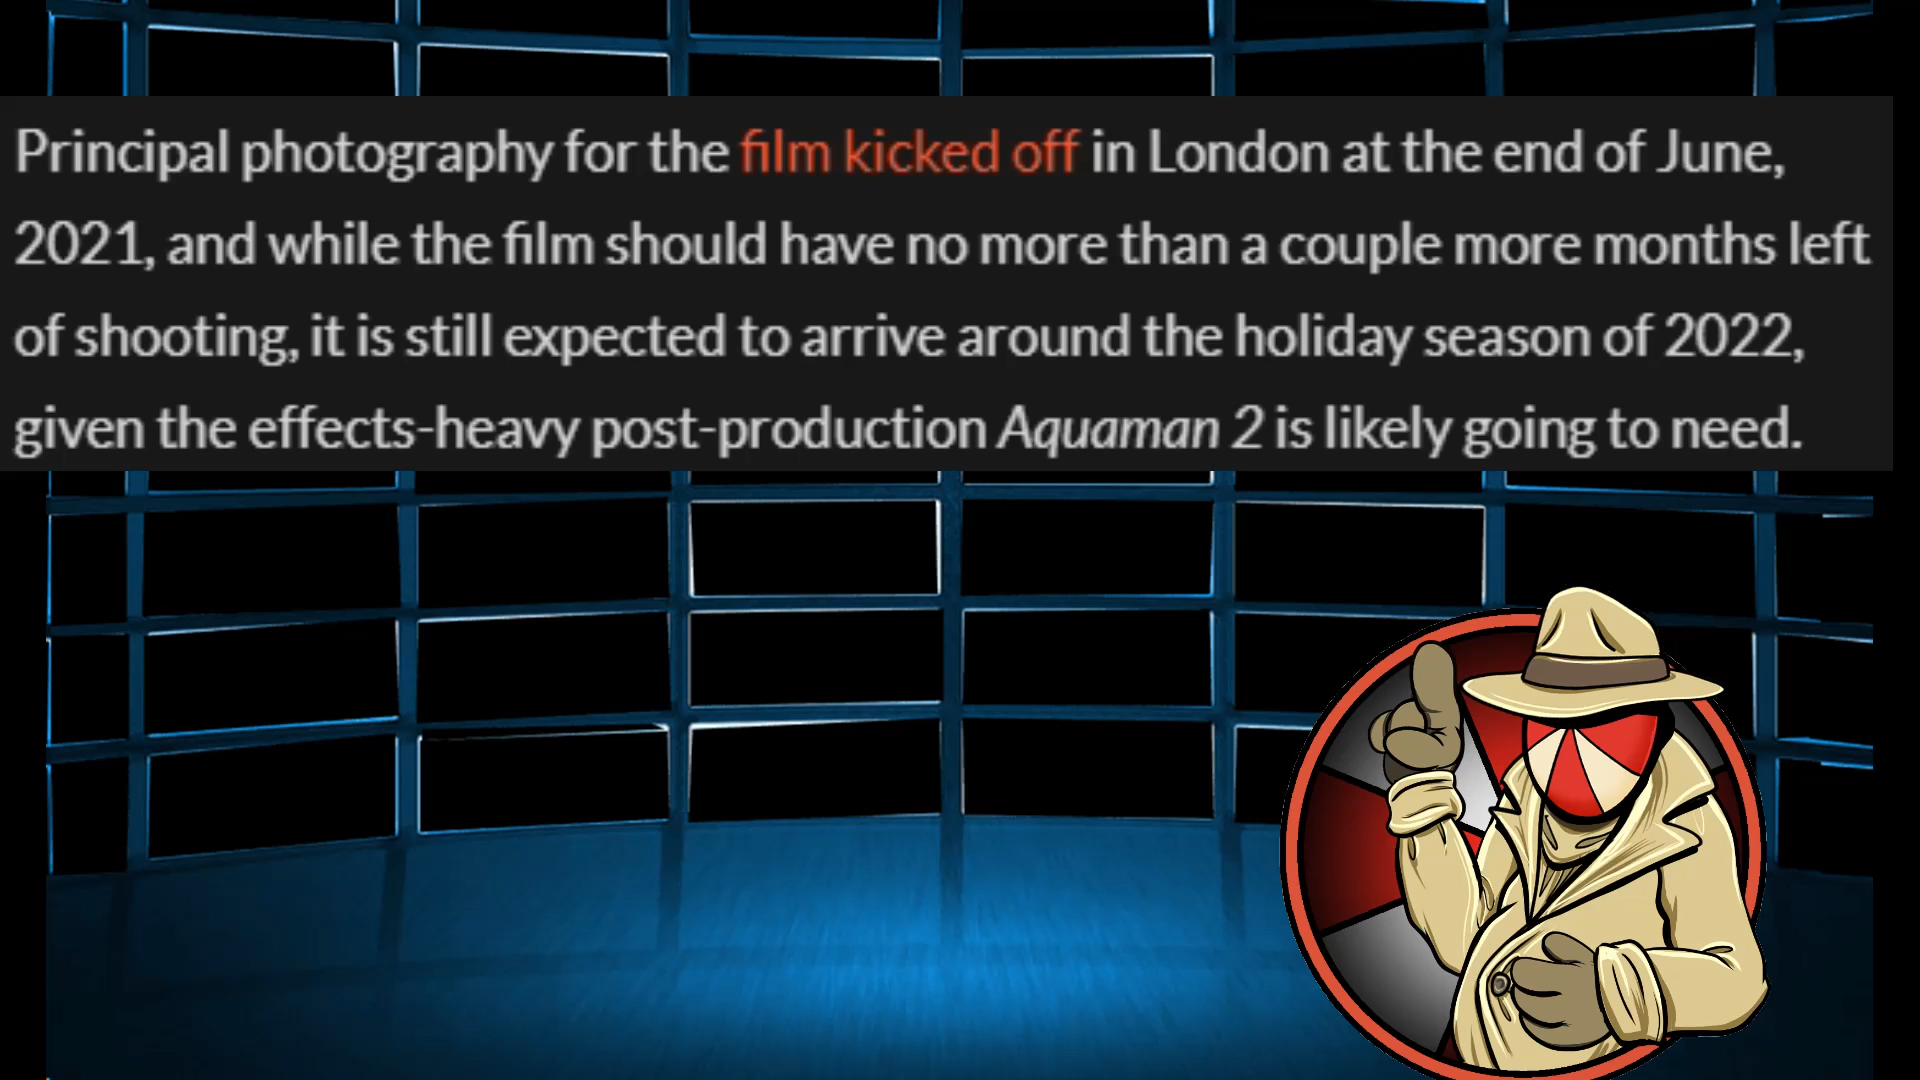 Principal photography for the film kicked off in London at the end of June,
2021, and while the film should have no more than a couple more months left
of shooting, it is still expected to arrive around the holiday season of 2022,
given the effects-heavy post-production Aquaman 2 is likely going to need.